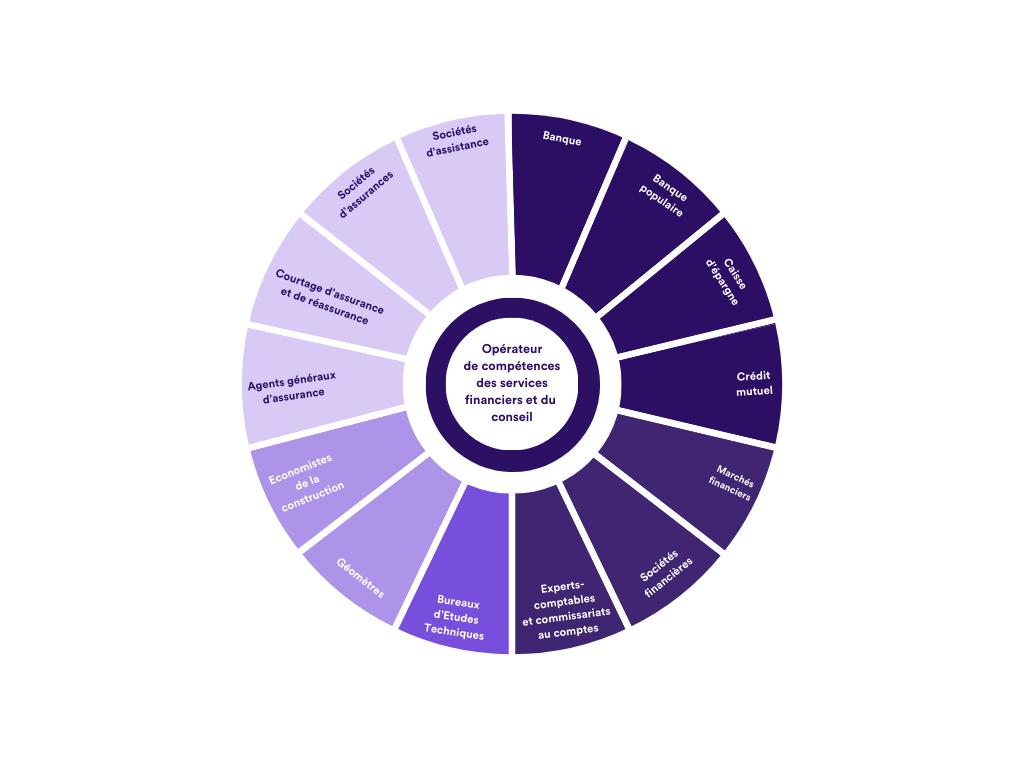 Opérateur
de compétences
des services
financiers et du
conseil
Banque
Banque
populaire
Caisse
d'épargne
Crédit
mutuel
Marchés
financiers
Sociétés
financières
Experts-
comptables
et commissariats
au comptes
Bureaux
d'Etudes
Techniques
Géomètres
Economistes
de la
construction
Agents généraux
d'assurance
Courtage d'assurance
et de réassurance
Sociétés
d'assurances
Sociétés
d'assistance